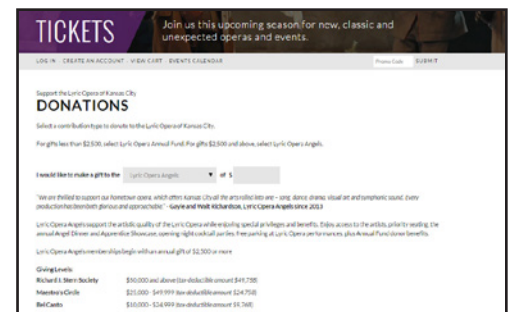 TICKETS
Join us this upcoming season for new, classic and
unexpected operas and events.
LOG IN · CREATE AN ACCOUNT · VIEW CART · EVENTS CALENDAR
Promo Code SUBMIT
Support the Lyric Opera of Kansas City
DONATIONS
Select a contribution type to donate to the Lyric Opera of Kansas City.
For gifts less than $2,500, select Lyric Opera Annual Fund. For gifts $2,500 and above, select Lyric Opera Angels.
I would like to make a gift to the Lyric Opera Angels of $
"We are thrilled to support our hometown opera, which offers Kansas City all the arts rolled into one – song, dance, drama, visual art and symphonic sound. Every
production has been both glorious and approachable." - Gayle and Walt Richardson, Lyric Opera Angels since 2013
Lyric Opera Angels support the artistic quality of the Lyric Opera while enjoying special privileges and benefits. Enjoy access to the artists, priority seating, the
annual Angel Dinner and Apprentice Showcase, opening night cocktail parties, free parking at Lyric Opera performances, plus Annual Fund donor benefits.
Lyric Opera Angels memberships begin with an annual gift of $2,500 or more
Giving Levels:
Richard J. Stern Society $50,000 and above (tax-deductible amount $49,758)
Maestro's Circle $25,000 - $49,999 (tax-deductible amount $24,758)
Bel Canto $10,000 - $24,999 (tax-deductible amount $9,768)